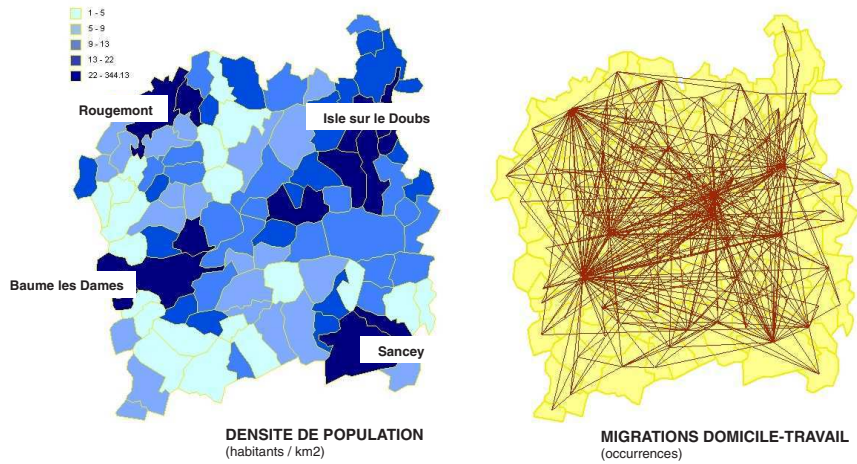 1 - 5
5 - 9
9 - 13
13 - 22
22 - 344.13
Rougemont
Isle sur le Doubs
Baume les Dames
Sancey
DENSITE DE POPULATION
(habitants / km2)
MIGRATIONS DOMICILE-TRAVAIL
(occurrences)